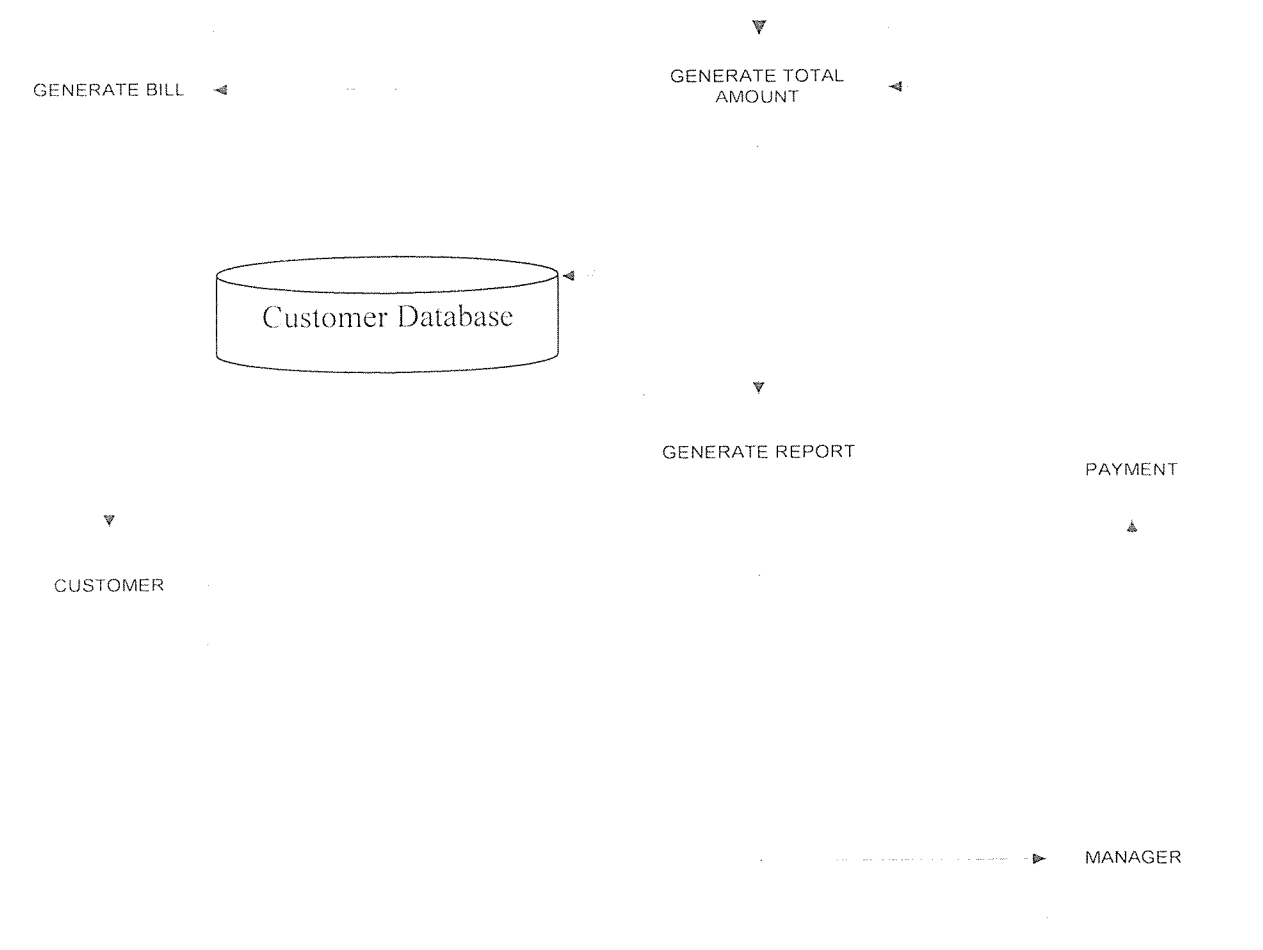 GENERATE BILL
GENERATE TOTAL
AMOUNT
Customer Database
GENERATE REPORT
PAYMENT
CUSTOMER
MANAGER